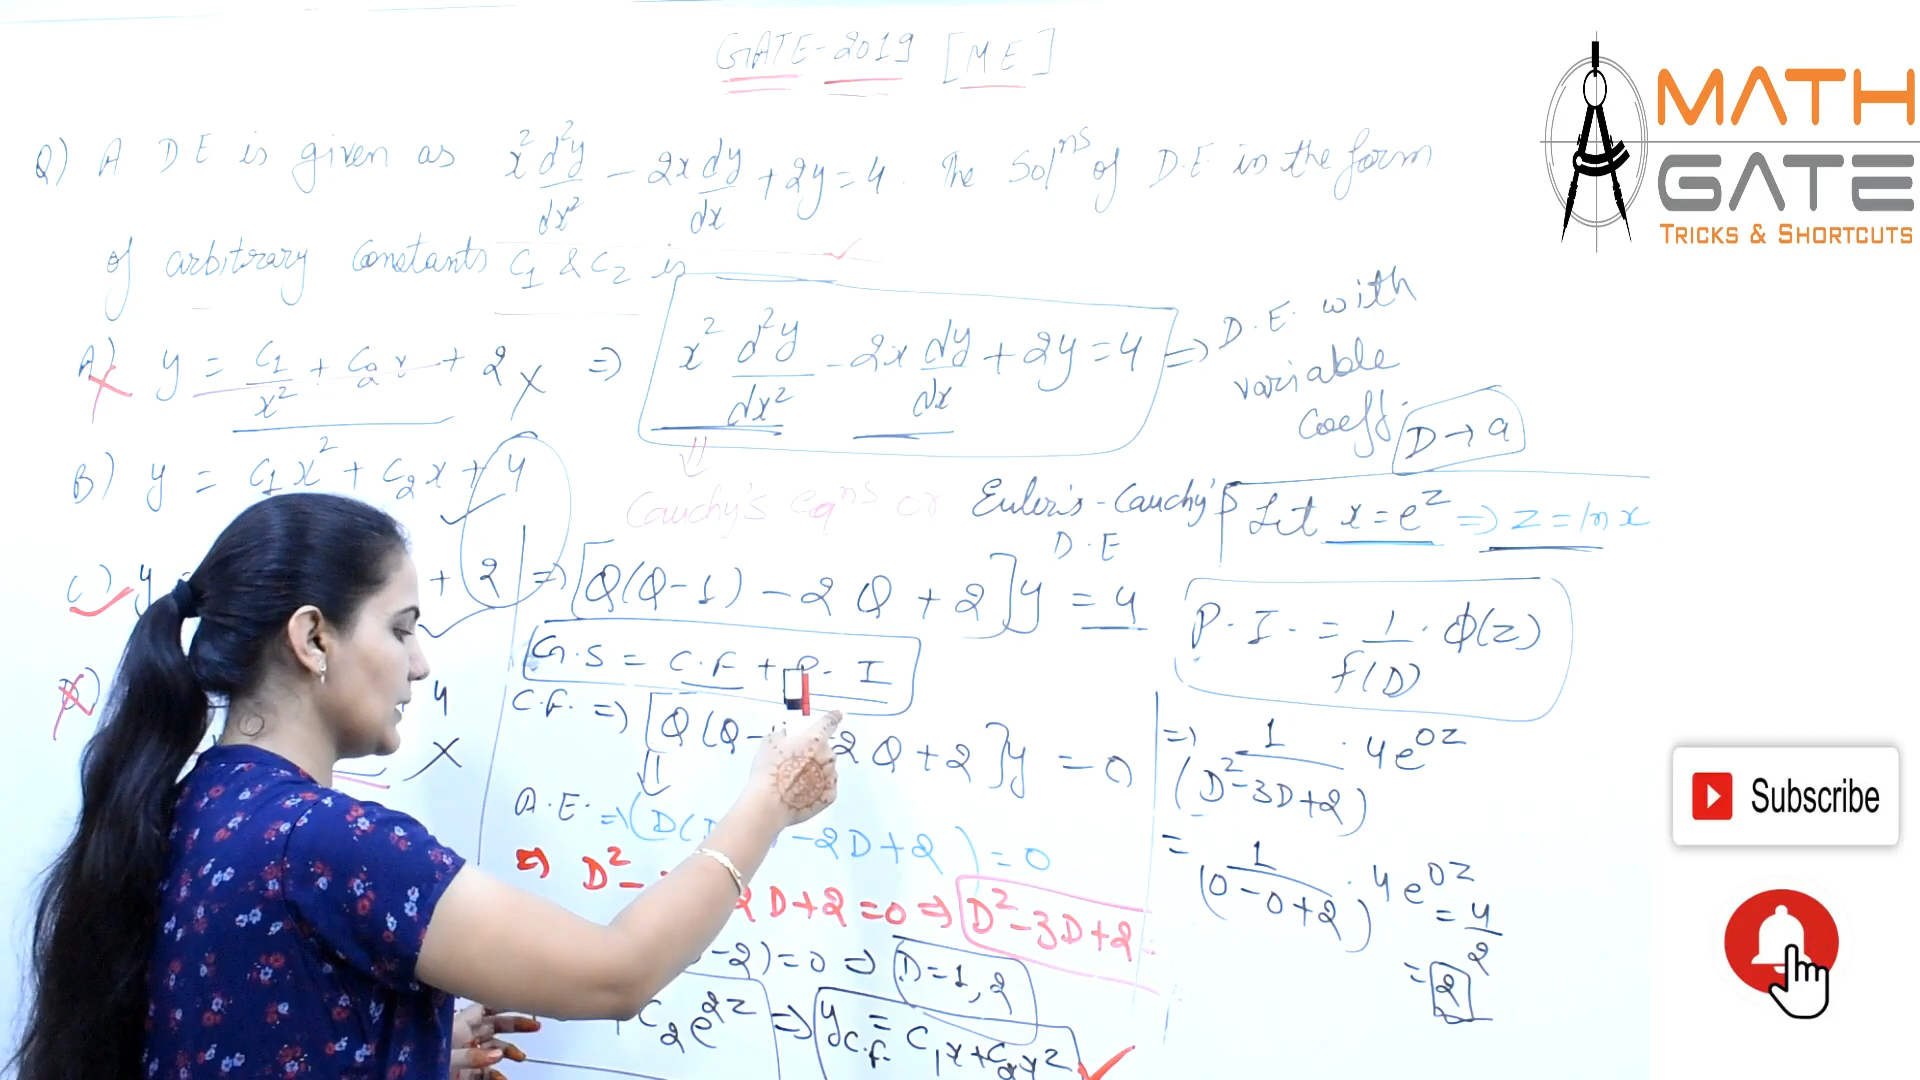 GATE-2019 [ME]
Q) A D.E is given as x² d²y/dx² - 2x dy/dx + 2y = 4. The Solⁿˢ of D.E in the form
of arbitrary constants C₁ & C₂ is
A) y = C₁/x² + C₂x + 2 ✗
⇒ x² d²y/dx² - 2x dy/dx + 2y = 4 ⇒ D.E. with
variable
coeff.
D → a
B) y = C₁x² + C₂x + 4
Cauchy's eqⁿˢ or Euler's-Cauchy's
D.E
Let x = e^z ⇒ z = ln x
C) y + 2
⇒ [Q(Q-1) - 2Q + 2]y = 4
G.S = C.F + P.I
P.I. = 1/f(D) · φ(z)
4 ✗
C.F. ⇒ [Q(Q- 2Q + 2]y = 0
⇒ 1/(D²-3D+2) · 4e^0z
A.E. ⇒ (D( - 2D + 2) = 0
= 1/(0-0+2) · 4e^0z
⇒ D² - 2D + 2 = 0 ⇒ D² - 3D + 2 =
= 4/2
-2) = 0 ⇒ D = 1, 2
= 2
C₂e^2z ⇒ y_C.F. = C₁x + C₂x²
MATH
GATE
TRICKS & SHORTCUTS
Subscribe